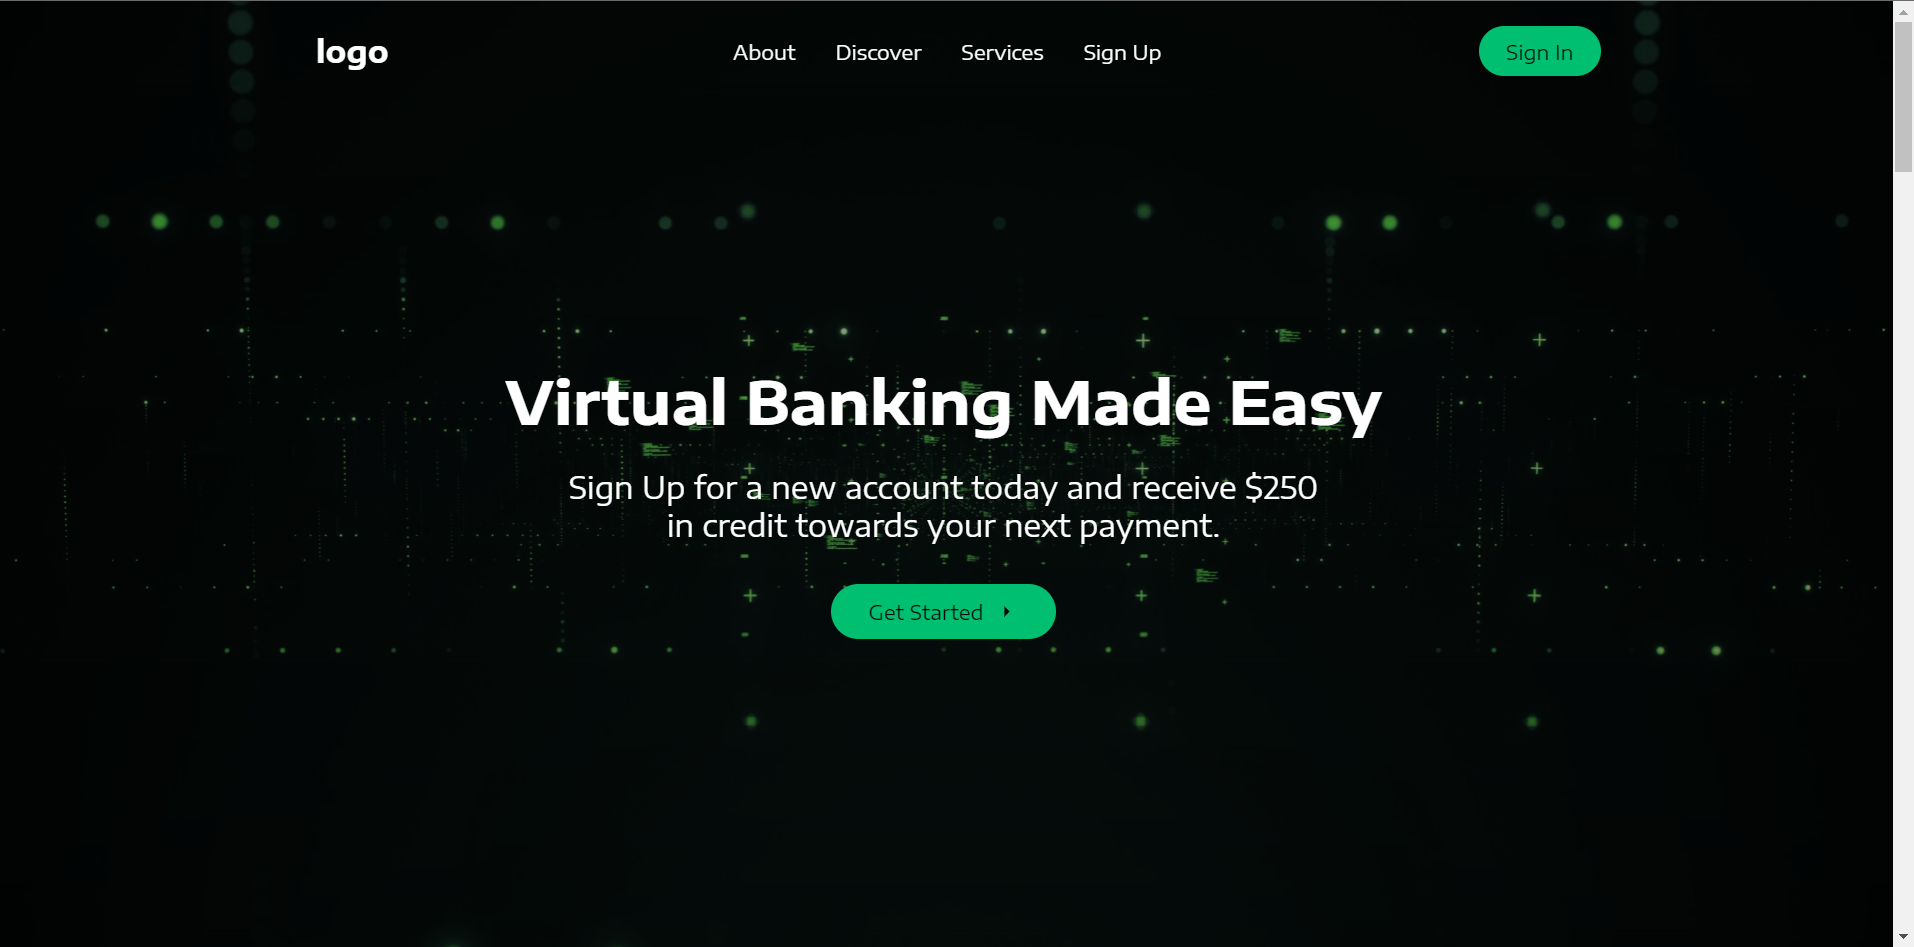 logo
About
Discover
Services
Sign Up
Sign In
Virtual Banking Made Easy
Sign Up for a new account today and receive $250
in credit towards your next payment.
Get Started